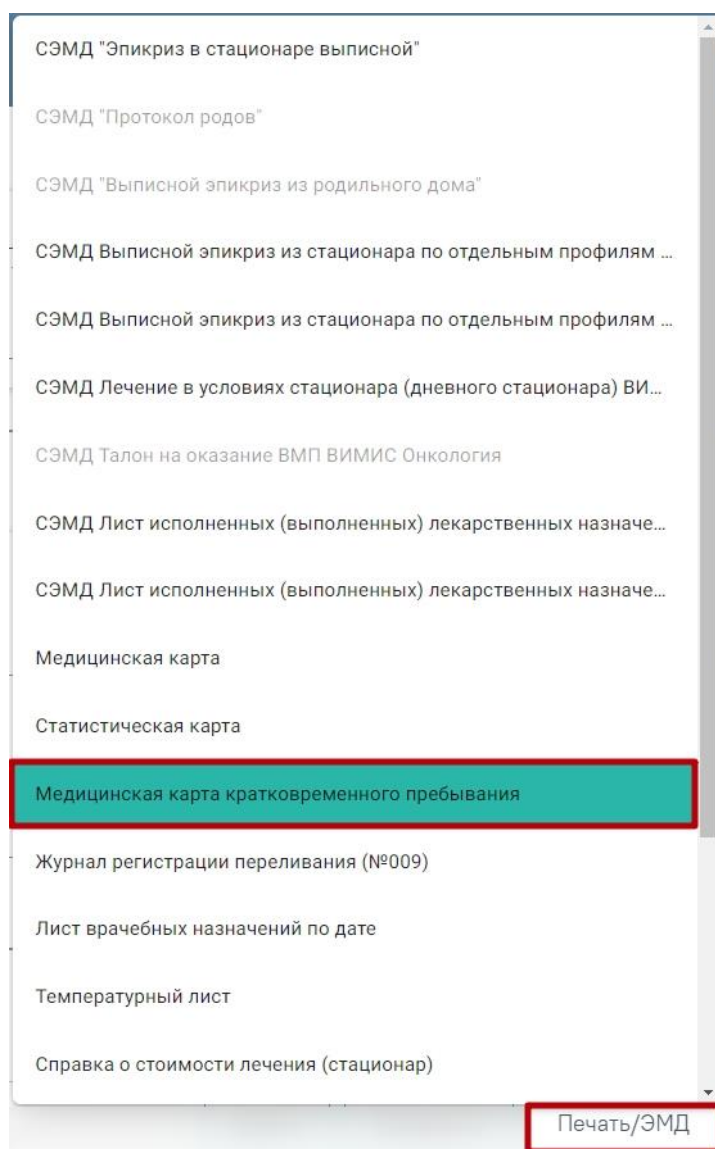 СЭМД "Эпикриз в стационаре выписной"
СЭМД "Протокол родов"
СЭМД "Выписной эпикриз из родильного дома"
СЭМД Выписной эпикриз из стационара по отдельным профилям ...
СЭМД Выписной эпикриз из стационара по отдельным профилям ...
СЭМД Лечение в условиях стационара (дневного стационара) ВИ...
СЭМД Талон на оказание ВМП ВИМИС Онкология
СЭМД Лист исполненных (выполненных) лекарственных назначе...
СЭМД Лист исполненных (выполненных) лекарственных назначе...
Медицинская карта
Статистическая карта
Медицинская карта кратковременного пребывания
Журнал регистрации переливания (№009)
Лист врачебных назначений по дате
Температурный лист
Справка о стоимости лечения (стационар)
Печать/ЭМД